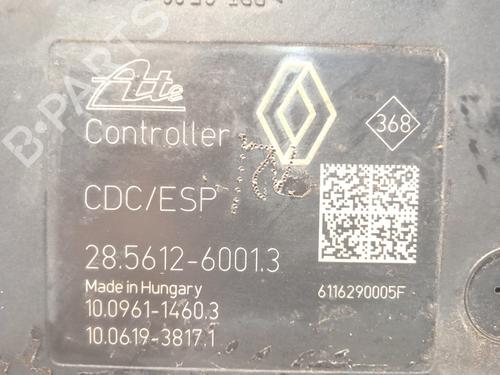 Ate
Controller
368
CDC/ESP
28.5612-6001.3
Made in Hungary
6116290005F
10.0961-1460.3
10.0619-3817.1
B-PARTS